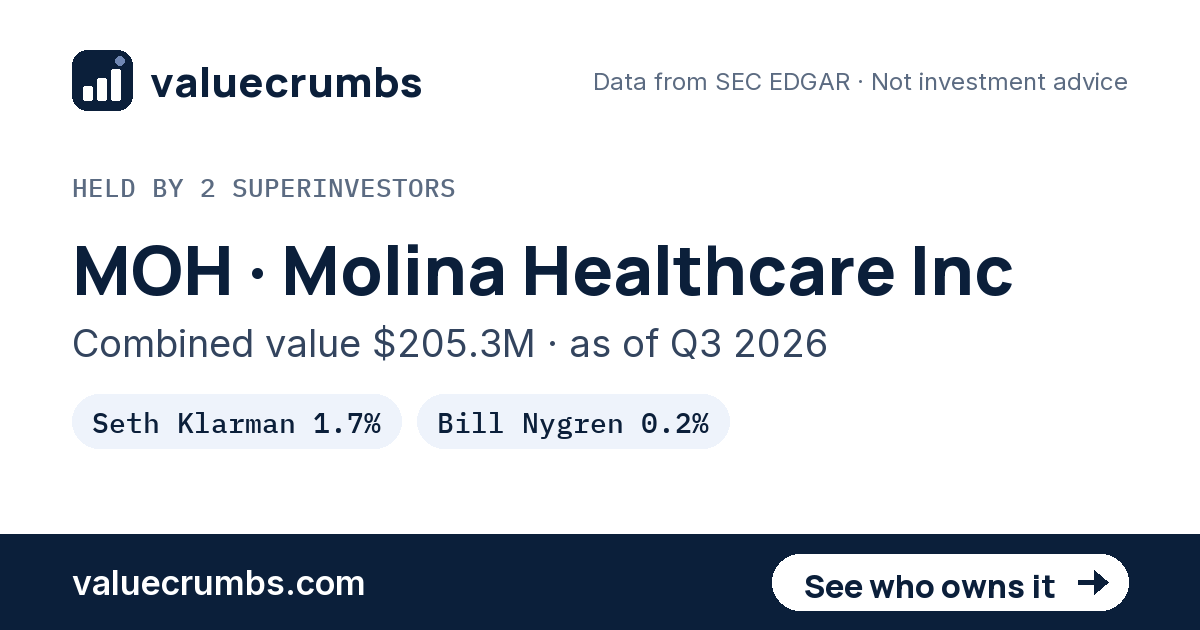 valuecrumbs
Data from SEC EDGAR · Not investment advice
HELD BY 2 SUPERINVESTORS
MOH · Molina Healthcare Inc
Combined value $205.3M · as of Q3 2026
Seth Klarman 1.7%
Bill Nygren 0.2%
valuecrumbs.com
See who owns it →